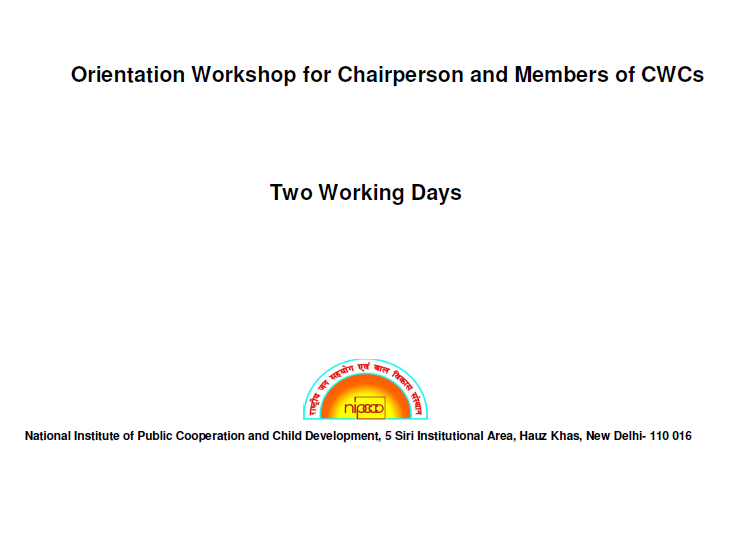 Orientation Workshop for Chairperson and Members of CWCs
Two Working Days
राष्ट्रीय जन सहयोग एवं बाल विकास संस्थान
nipccd
National Institute of Public Cooperation and Child Development, 5 Siri Institutional Area, Hauz Khas, New Delhi- 110 016